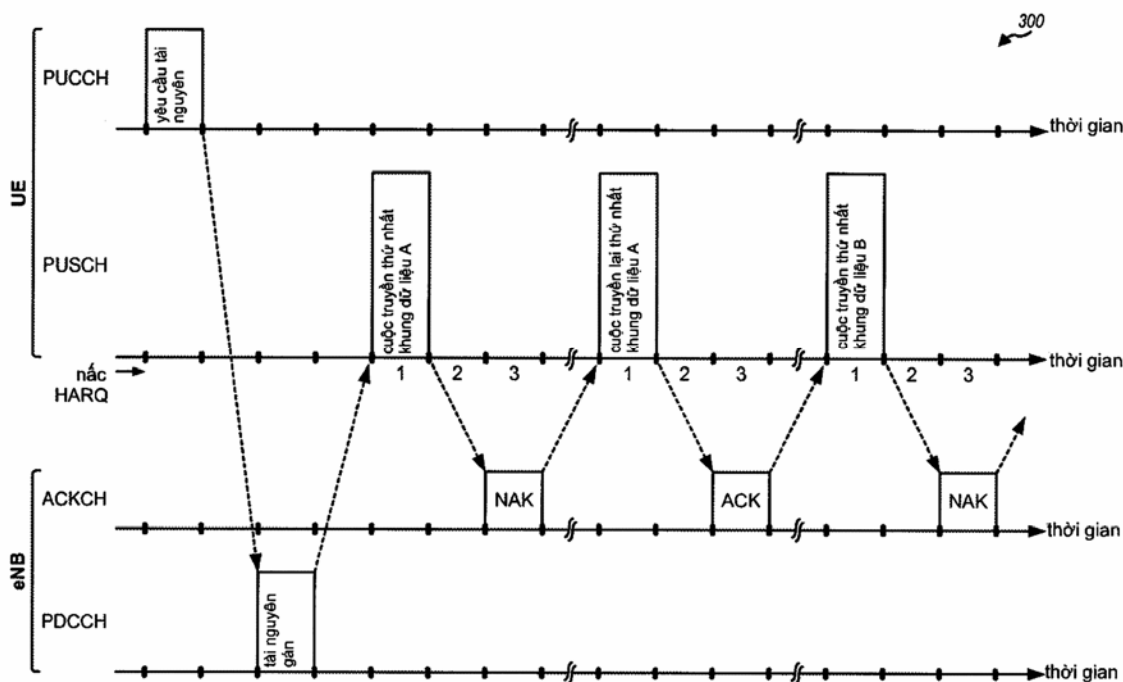 300
UE
PUCCH
yêu cầu tài
nguyên
thời gian
PUSCH
cuộc truyền thứ nhất
khung dữ liệu A
cuộc truyền lại thứ nhất
khung dữ liệu A
cuộc truyền thứ nhất
khung dữ liệu B
thời gian
nấc
HARQ
1 2 3 1 2 3 1 2 3
eNB
ACKCH
NAK
ACK
NAK
thời gian
PDCCH
tài nguyên
gán
thời gian